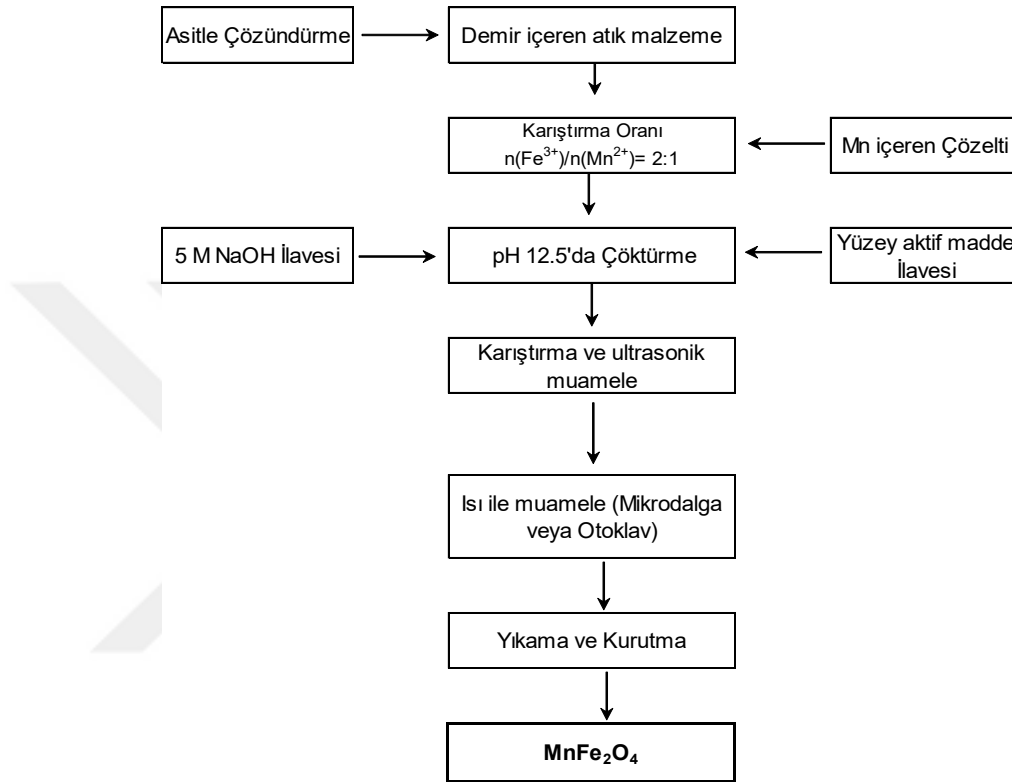 Asitle Çözündürme
Demir içeren atık malzeme
Karıştırma Oranı
n(Fe³⁺)/n(Mn²⁺)= 2:1
Mn içeren Çözelti
5 M NaOH İlavesi
pH 12.5'da Çöktürme
Yüzey aktif madde
İlavesi
Karıştırma ve ultrasonik
muamele
Isı ile muamele (Mikrodalga
veya Otoklav)
Yıkama ve Kurutma
MnFe₂O₄